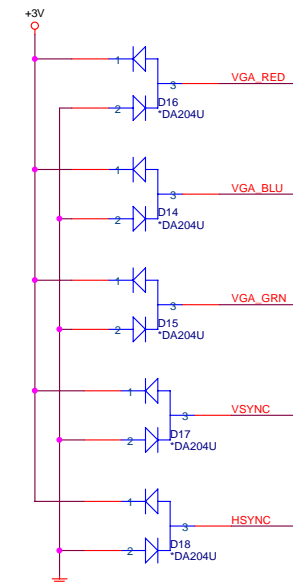 +3V
1
3
VGA_RED
2
D16
*DA204U
1
3
VGA_BLU
2
D14
*DA204U
1
3
VGA_GRN
2
D15
*DA204U
1
3
VSYNC
2
D17
*DA204U
1
3
HSYNC
2
D18
*DA204U